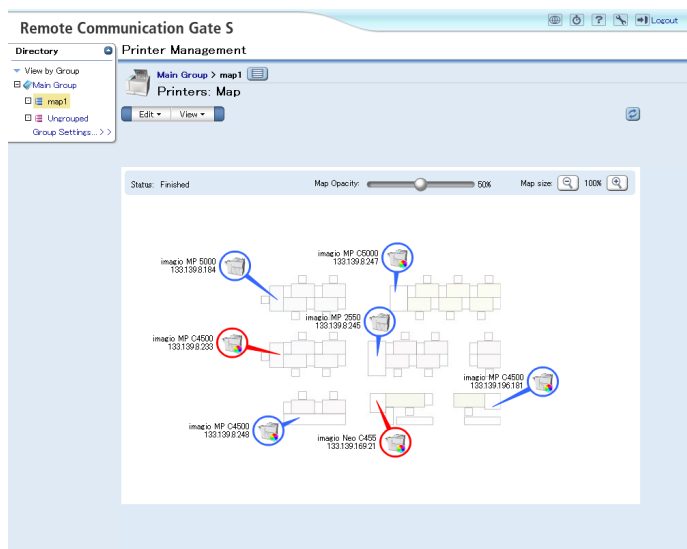 Remote Communication Gate S
? Logout
Directory
Printer Management
View by Group
Main Group
map1
Ungrouped
Group Settings... > >
Main Group > map1
Printers: Map
Edit View
Status: Finished Map Opacity: 50% Map size: 100%
imagio MP 5000
133.139.8.184
imagio MP C5000
133.139.8.247
imagio MP 2550
133.139.8.245
imagio MP C4500
133.139.8.233
imagio MP C4500
133.139.196.181
imagio MP C4500
133.139.8.248
imagio Neo C455
133.139.169.21